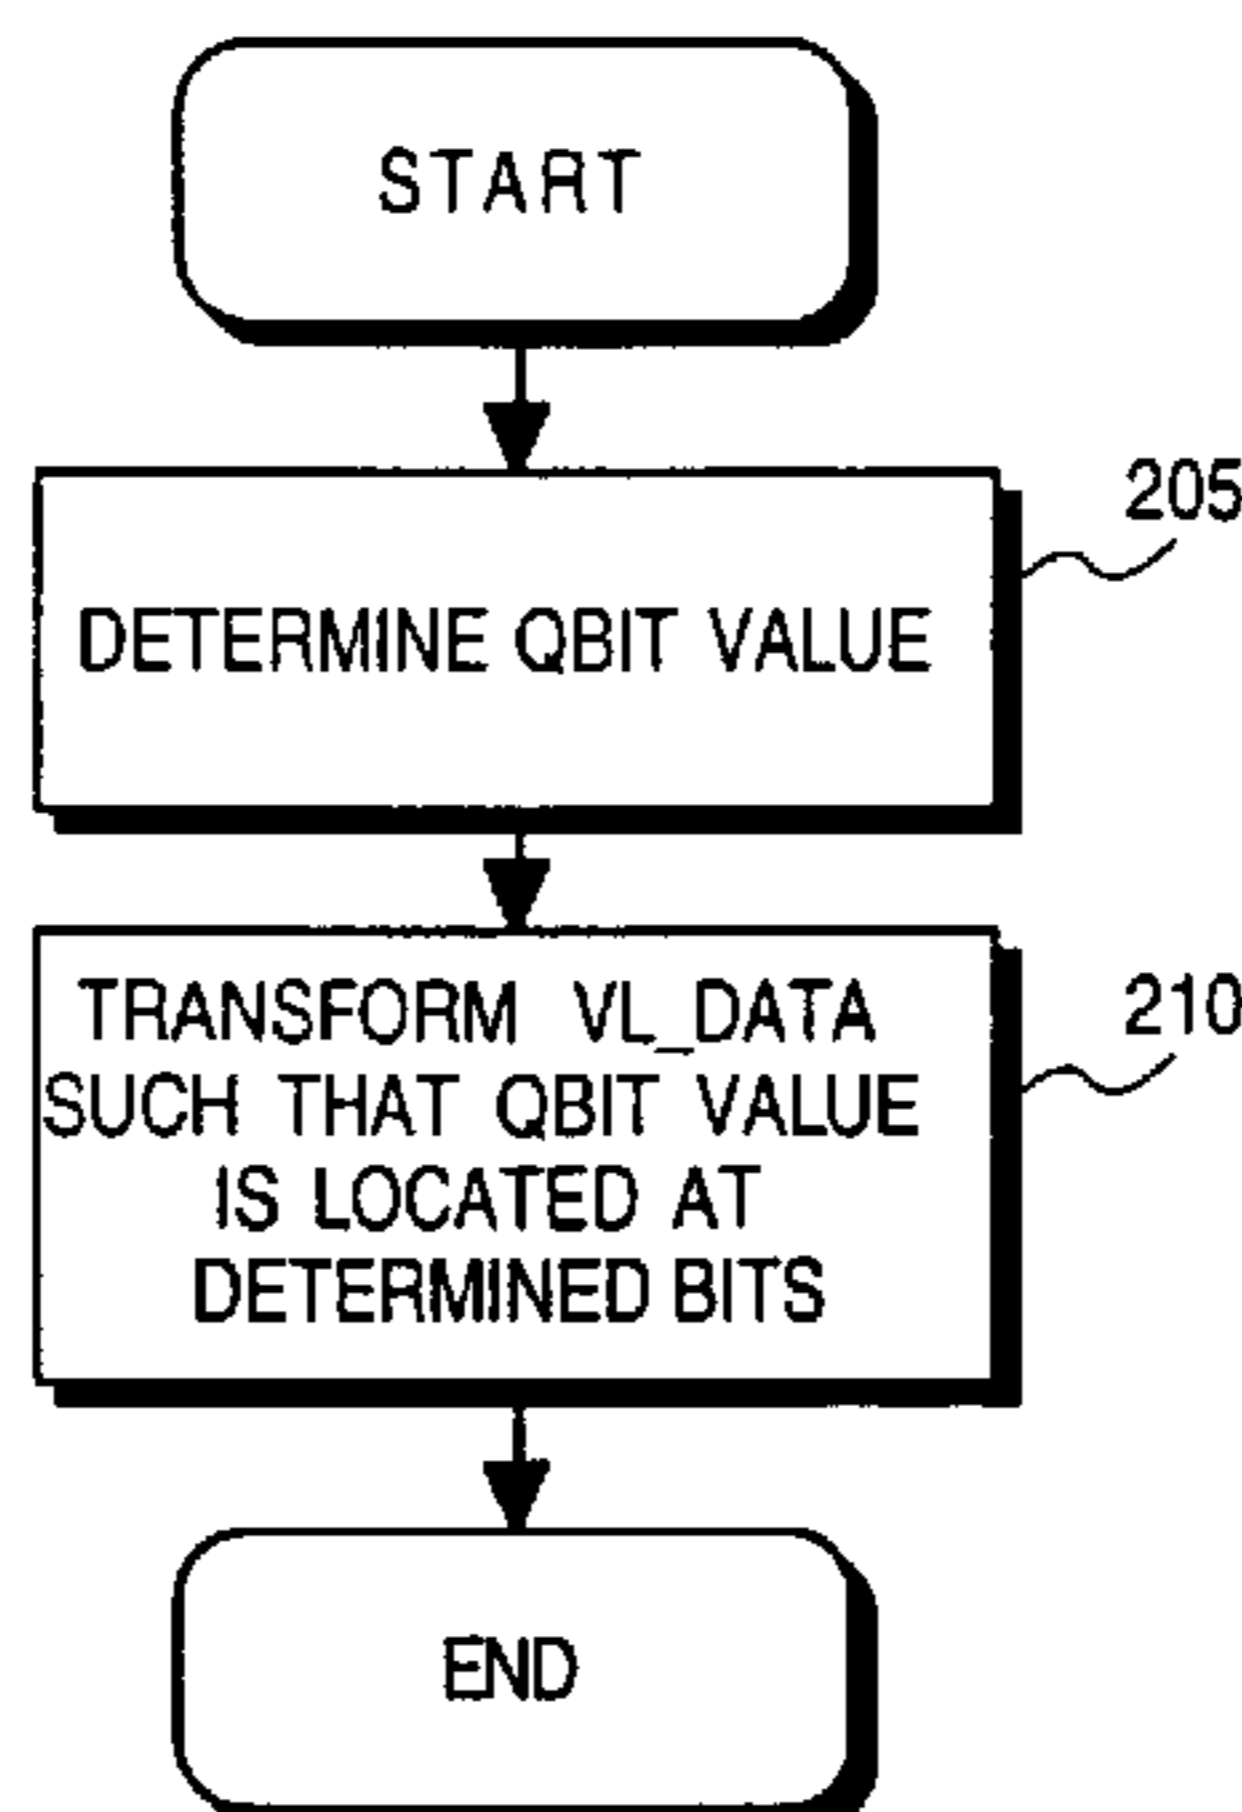 START
205
DETERMINE QBIT VALUE
210
TRANSFORM VL_DATA
SUCH THAT QBIT VALUE
IS LOCATED AT
DETERMINED BITS
END